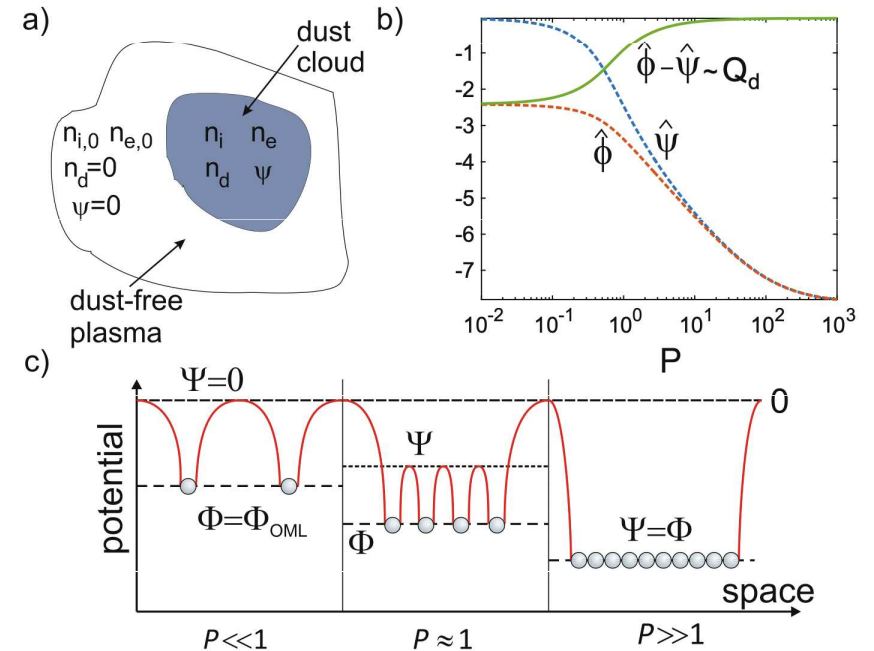 a)
dust
cloud
n_i,0 n_e,0
n_d=0
ψ=0
n_i n_e
n_d ψ
dust-free
plasma
b)
-1
-2
-3
-4
-5
-6
-7
ϕ̂ – ψ̂ ~ Q_d
ϕ̂
ψ̂
10^-2 10^-1 10^0 10^1 10^2 10^3
P
c)
potential
Ψ=0
0
Φ=Φ_OML
Ψ
Φ
Ψ=Φ
space
P≪1 P≈1 P≫1